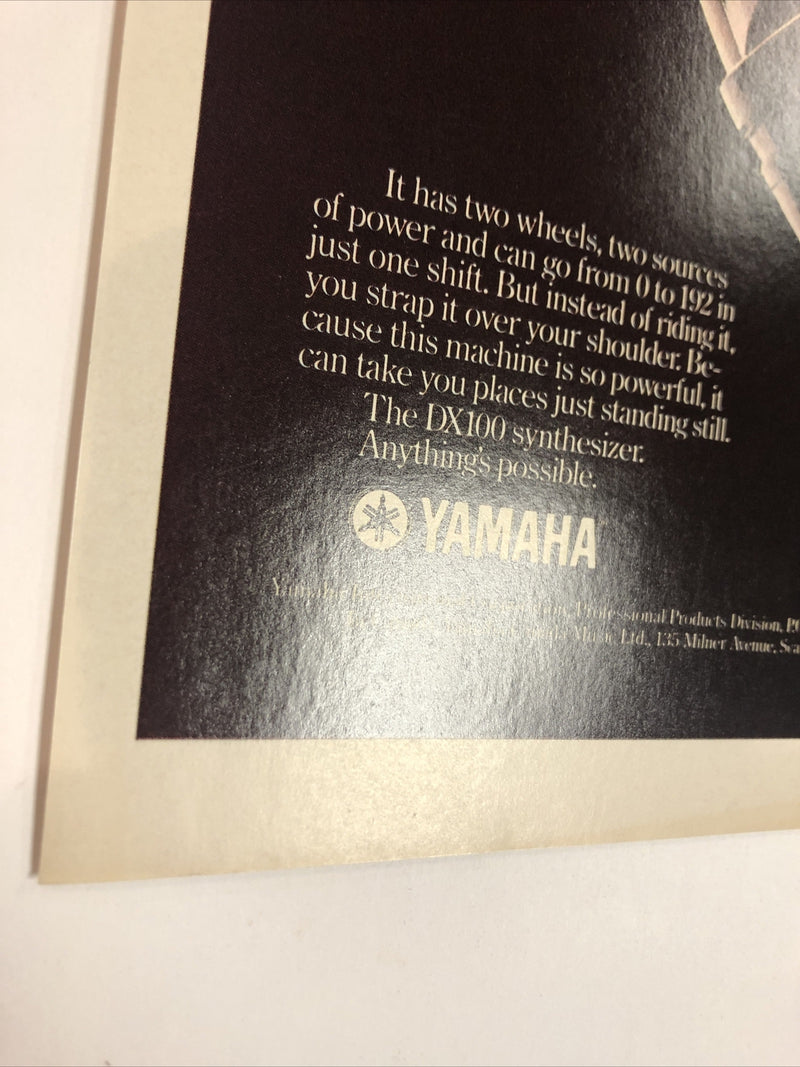 It has two wheels, two sources
of power and can go from 0 to 192 in
just one shift. But instead of riding it,
you strap it over your shoulder. Be-
cause this machine is so powerful, it
can take you places just standing still.
The DX100 synthesizer.
Anything's possible.
YAMAHA
Yamaha Professional Products Division, P.O.
Music Ltd., 135 Milner Avenue,